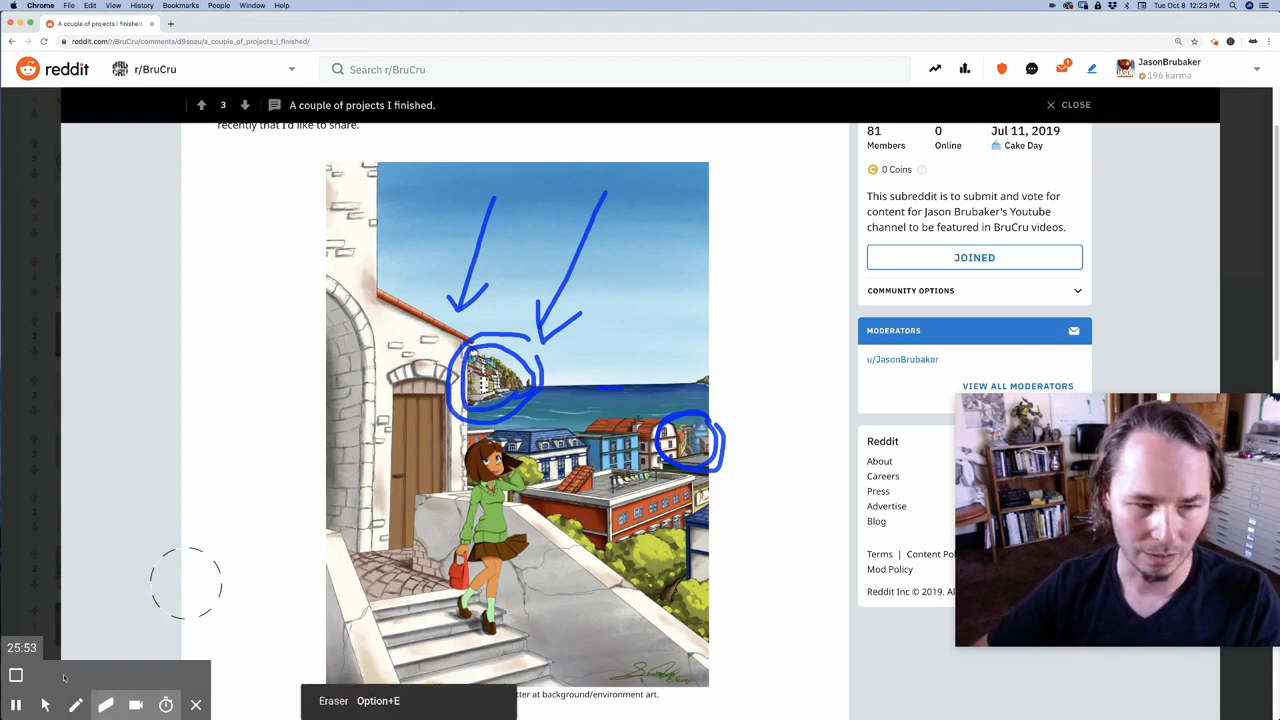 Chrome File Edit View History Bookmarks People Window Help
Tue Oct 8 12:23 PM
A couple of projects I finished.
reddit.com/r/BruCru/comments/d9soau/a_couple_of_projects_i_finished/
reddit r/BruCru Search r/BruCru
JasonBrubaker
196 karma
3 A couple of projects I finished. CLOSE
recently that I'd like to share.
81 0 Jul 11, 2019
Members Online Cake Day
0 Coins
This subreddit is to submit and vote for
content for Jason Brubaker's Youtube
channel to be featured in BruCru videos.
JOINED
COMMUNITY OPTIONS
MODERATORS
u/JasonBrubaker
VIEW ALL MODERATORS
Reddit
About
Careers
Press
Advertise
Blog
Terms | Content Po
Mod Policy
Reddit Inc © 2019. Al
25:53
Eraser Option+E
tter at background/environment art.